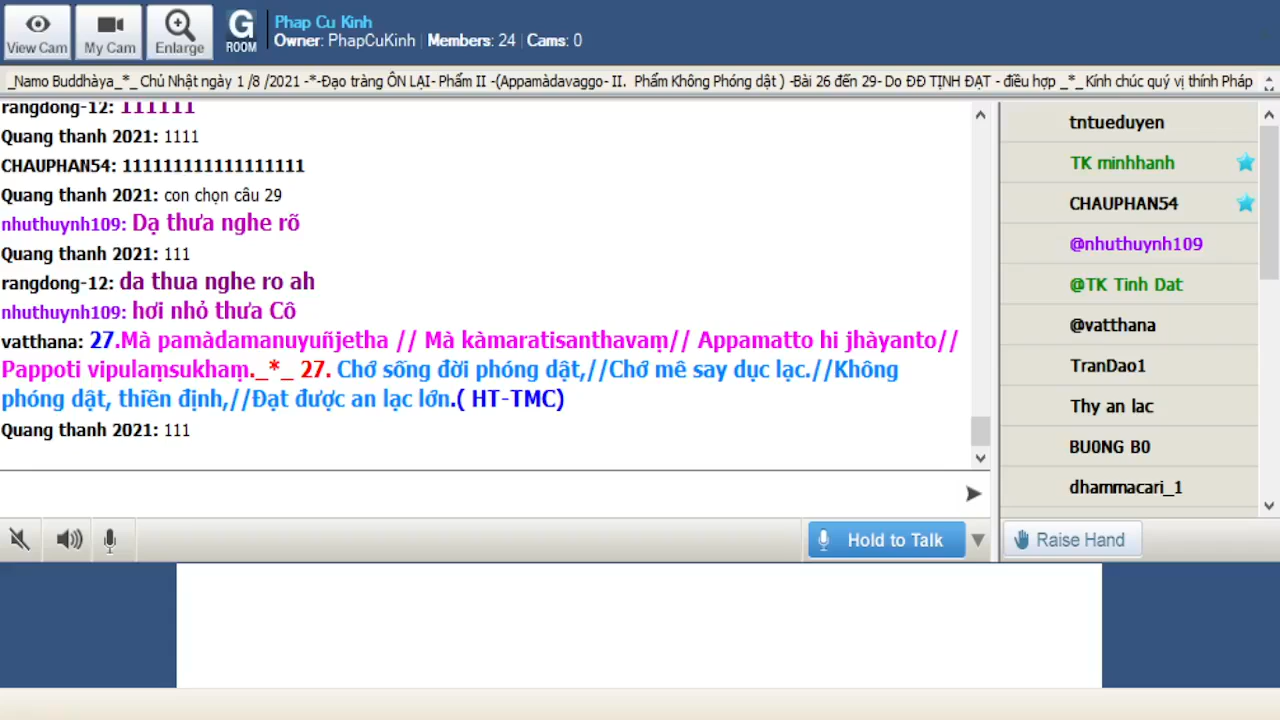 View Cam
My Cam
Enlarge
G
ROOM
Phap Cu Kinh
Owner: PhapCuKinh | Members: 24 | Cams: 0
_Namo Buddhàya_*_ Chủ Nhật ngày 1 /8 /2021 -*-Đạo tràng ÔN LẠI- Phẩm II -(Appamàdavaggo- II. Phẩm Không Phóng dật ) -Bài 26 đến 29- Do ĐĐ TỊNH ĐẠT - điều hợp _*_ Kính chúc quý vị thính Pháp
rangdong-12: 111111
Quang thanh 2021: 1111
CHAUPHAN54: 111111111111111111
Quang thanh 2021: con chọn câu 29
nhuthuynh109: Dạ thưa nghe rõ
Quang thanh 2021: 111
rangdong-12: da thua nghe ro ah
nhuthuynh109: hơi nhỏ thưa Cô
vatthana: 27.Mà pamàdamanuyuñjetha // Mà kàmaratisanthavaṃ// Appamatto hi jhàyanto//
Pappoti vipulaṃsukhaṃ._*_ 27. Chớ sống đời phóng dật,//Chớ mê say dục lạc.//Không
phóng dật, thiền định,//Đạt được an lạc lớn.( HT-TMC)
Quang thanh 2021: 111
tntueduyen
TK minhhanh
CHAUPHAN54
@nhuthuynh109
@TK Tinh Dat
@vatthana
TranDao1
Thy an lac
BU0NG B0
dhammacari_1
Hold to Talk
Raise Hand